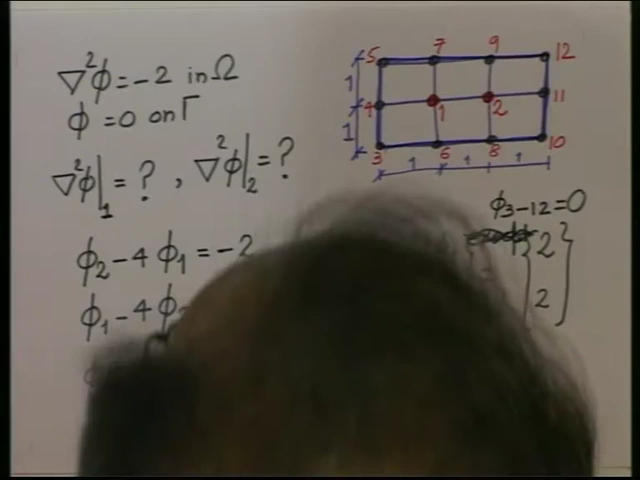 ∇²ϕ = -2 in Ω
ϕ = 0 on Γ
∇²ϕ|₁ = ? , ∇²ϕ|₂ = ?
ϕ₂ - 4ϕ₁ = -2
ϕ₁ - 4ϕ
5 7 9 12
1 4 1 2 11
1 3 6 8 10
1 1 1
ϕ₃₋₁₂ = 0
{2
2}